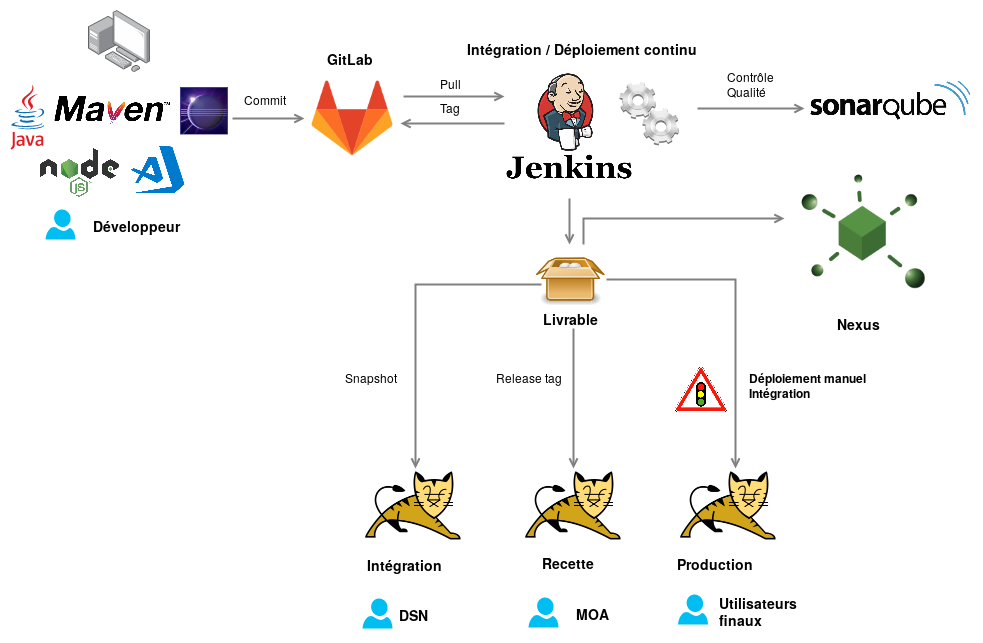 Intégration / Déploiement continu
GitLab
Java
Maven™
Commit
Pull
Tag
Contrôle
Qualité
sonarqube
Jenkins
node
JS
Développeur
Livrable
Nexus
Snapshot
Release tag
Déploiement manuel
Intégration
Intégration
Recette
Production
DSN
MOA
Utilisateurs
finaux